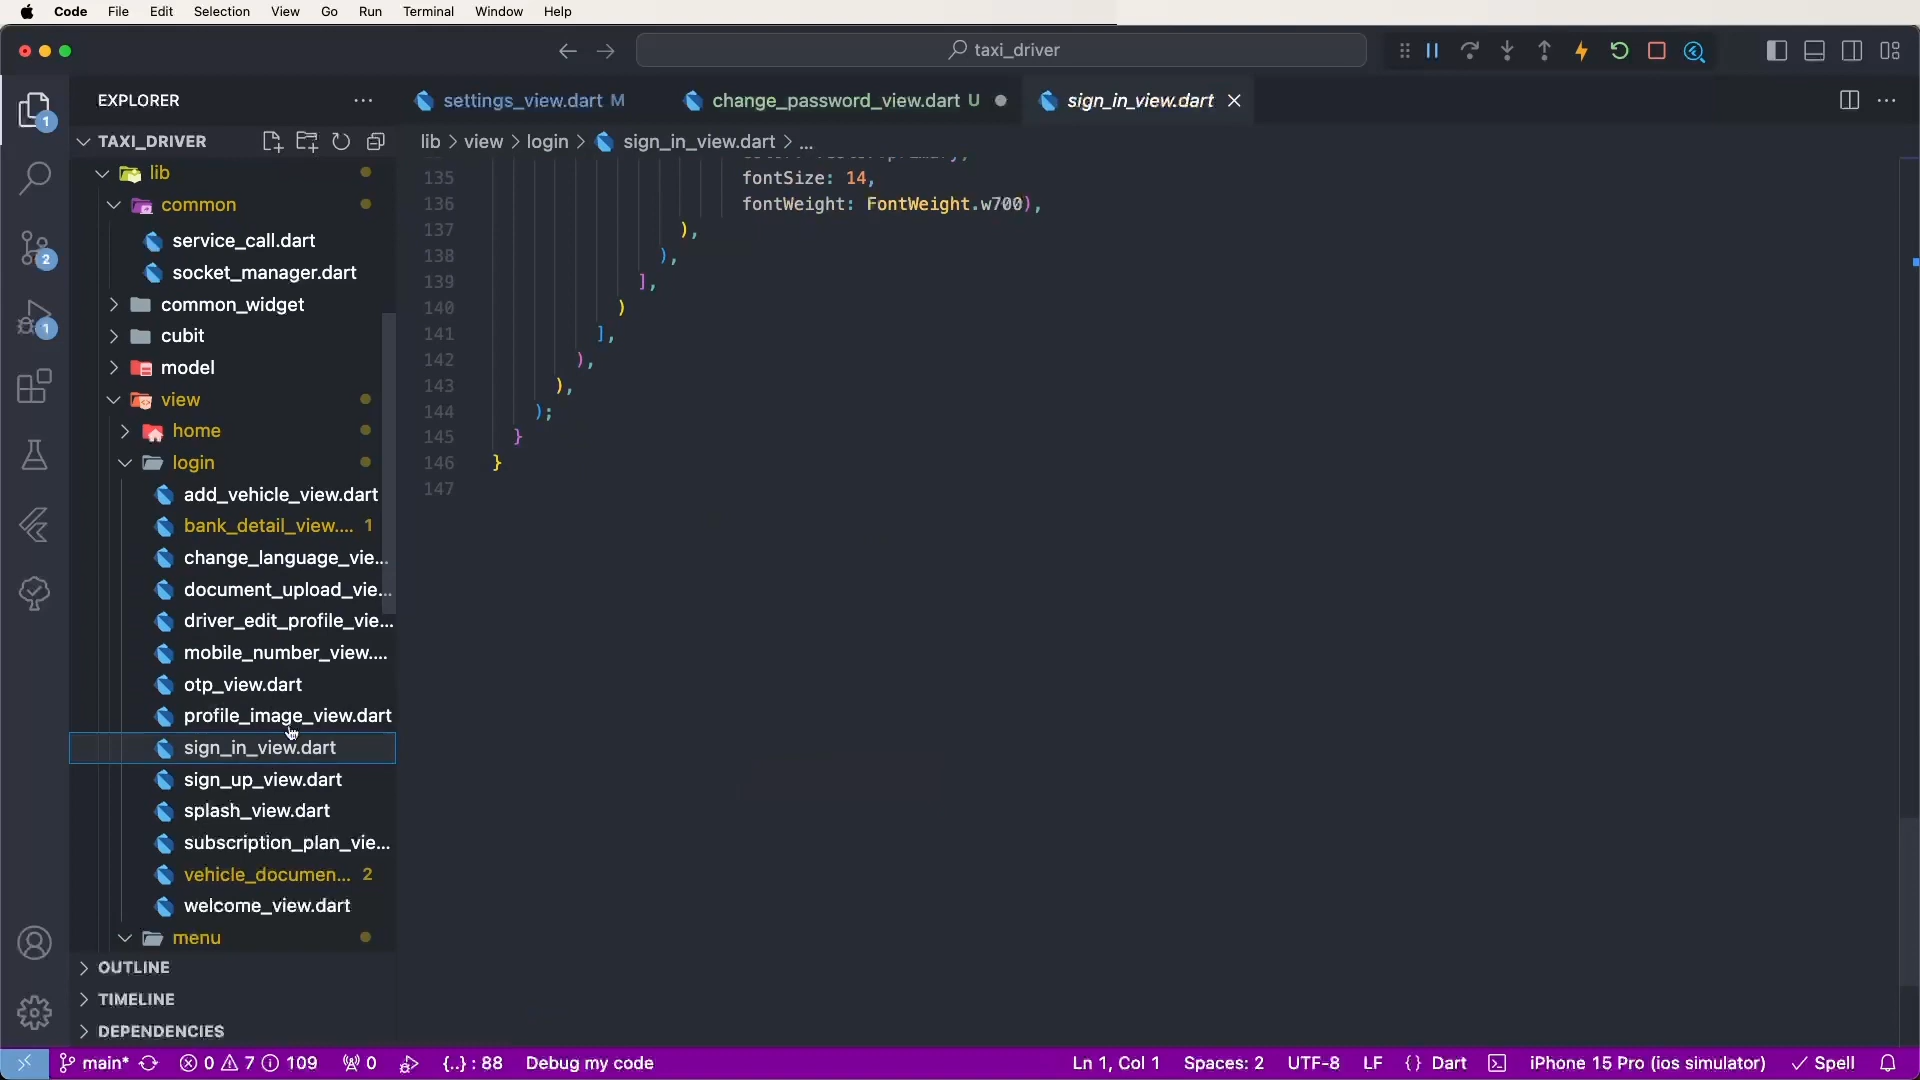 Code File Edit Selection View Go Run Terminal Window Help
taxi_driver
EXPLORER
settings_view.dart M
change_password_view.dart U
sign_in_view.dart
TAXI_DRIVER
lib > view > login > sign_in_view.dart > ...
lib
common
service_call.dart
socket_manager.dart
common_widget
cubit
model
view
home
login
add_vehicle_view.dart
bank_detail_view.... 1
change_language_vie...
document_upload_vie...
driver_edit_profile_vie...
mobile_number_view....
otp_view.dart
profile_image_view.dart
sign_in_view.dart
sign_up_view.dart
splash_view.dart
subscription_plan_vie...
vehicle_documen... 2
welcome_view.dart
menu
OUTLINE
TIMELINE
DEPENDENCIES
1
2
1
135 fontSize: 14,
136 fontWeight: FontWeight.w700),
137 ),
138 ),
139 ],
140 )
141 ],
142 ),
143 ),
144 );
145 }
146 }
147
main* 0 7 109 0 {..} : 88 Debug my code Ln 1, Col 1 Spaces: 2 UTF-8 LF {} Dart iPhone 15 Pro (ios simulator) Spell